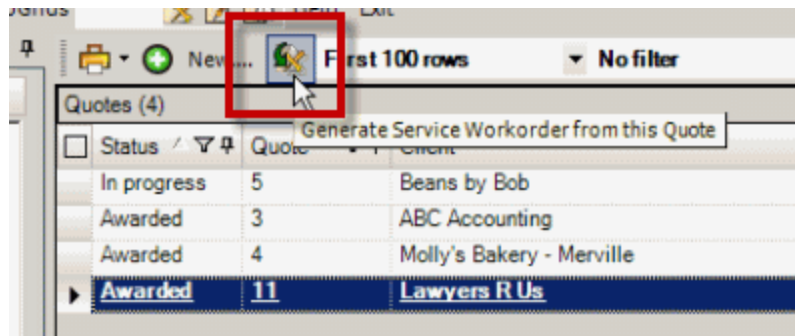 Exit
New... First 100 rows No filter
Quotes (4)
Generate Service Workorder from this Quote
Status Quote Client
In progress 5 Beans by Bob
Awarded 3 ABC Accounting
Awarded 4 Molly's Bakery - Merville
Awarded 11 Lawyers R Us